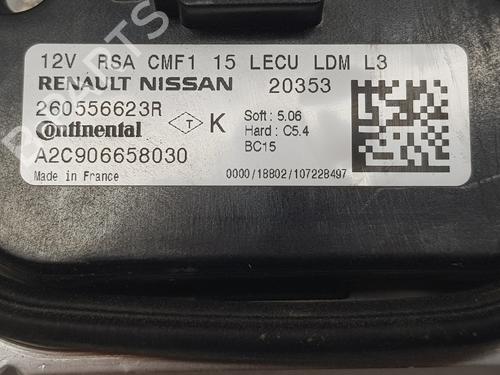 12V RSA CMF1 15 LECU LDM L3
RENAULT NISSAN 20353
260556623R
Continental T K
A2C906658030
Made in France
Soft : 5.06
Hard : C5.4
BC15
0000/18802/107228497